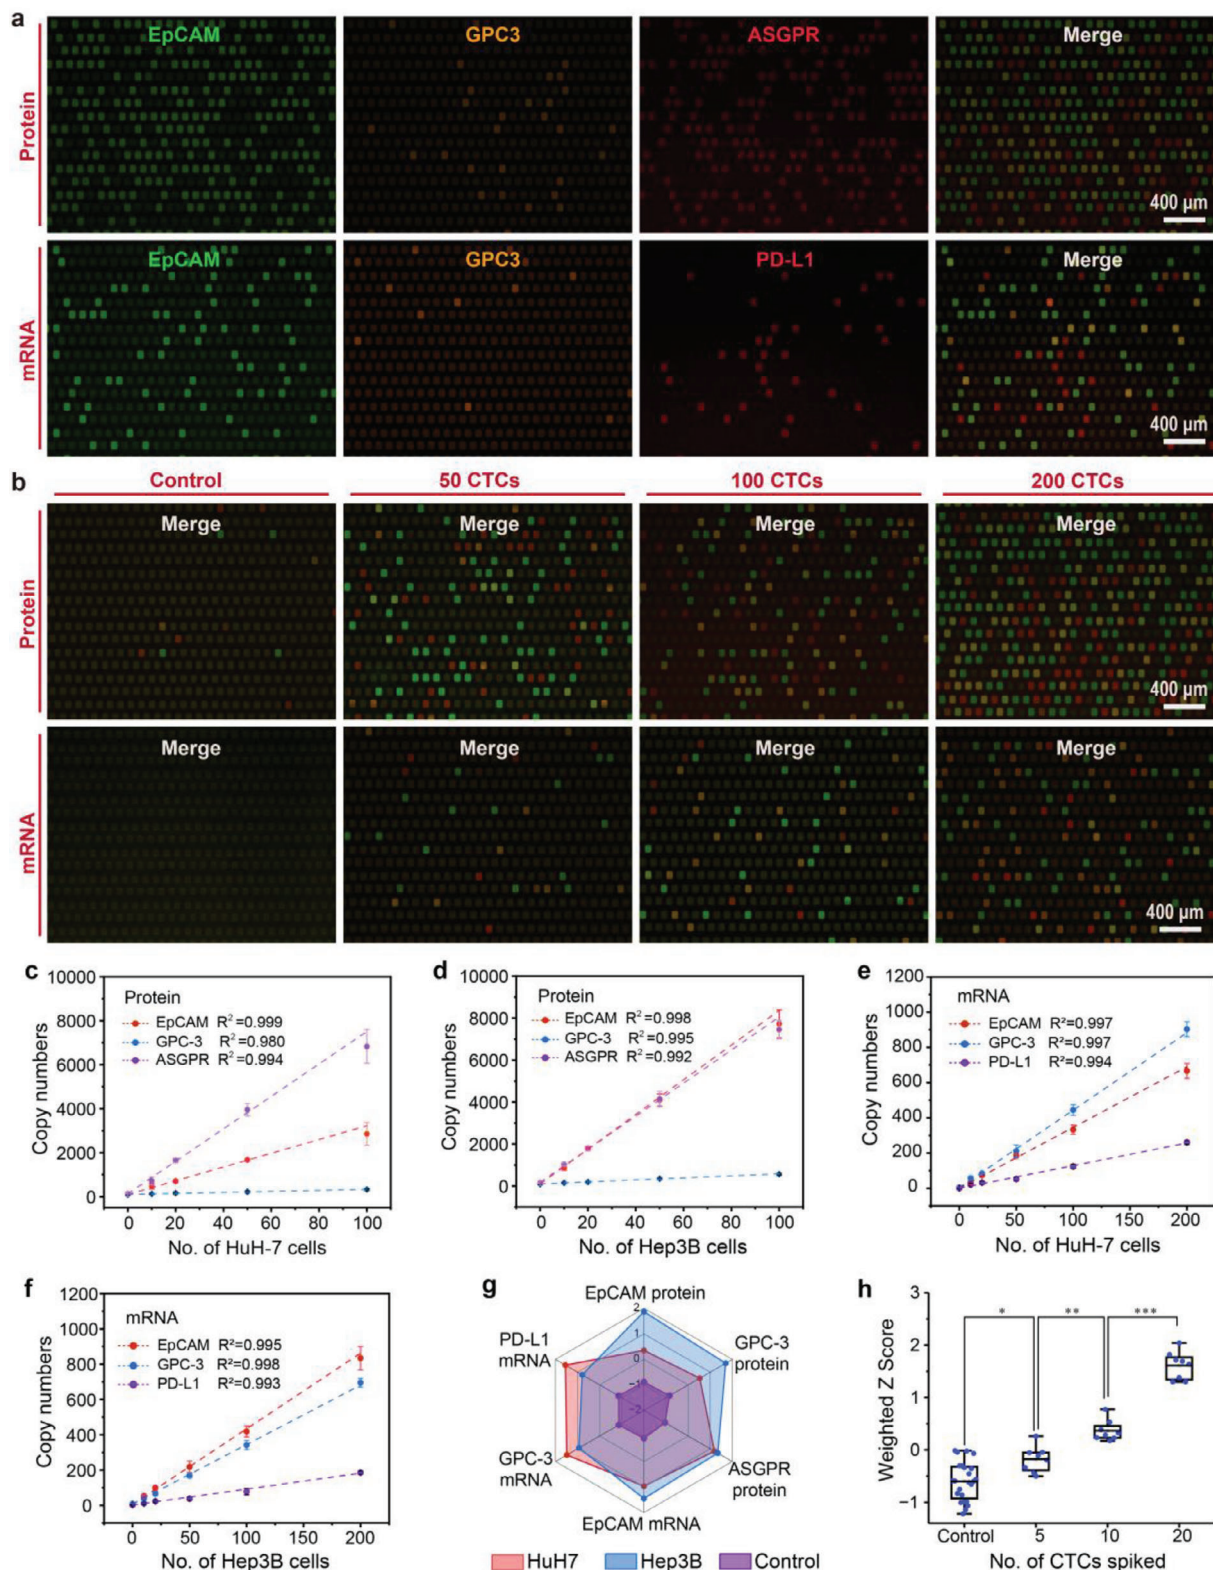 a
EpCAM GPC3 ASGPR Merge
Protein
400 µm
EpCAM GPC3 PD-L1 Merge
mRNA
400 µm
b
Control 50 CTCs 100 CTCs 200 CTCs
Merge Merge Merge Merge
Protein
400 µm
Merge Merge Merge Merge
mRNA
400 µm
c
10000
8000
6000
4000
2000
0
Copy numbers
Protein
EpCAM R²=0.999
GPC-3 R²=0.980
ASGPR R²=0.994
0 20 40 60 80 100
No. of HuH-7 cells
d
10000
8000
6000
4000
2000
0
Copy numbers
Protein
EpCAM R²=0.998
GPC-3 R²=0.995
ASGPR R²=0.992
0 20 40 60 80 100
No. of Hep3B cells
e
1200
1000
800
600
400
200
0
Copy numbers
mRNA
EpCAM R²=0.997
GPC-3 R²=0.997
PD-L1 R²=0.994
0 50 100 150 200
No. of HuH-7 cells
f
1200
1000
800
600
400
200
0
Copy numbers
mRNA
EpCAM R²=0.995
GPC-3 R²=0.998
PD-L1 R²=0.993
0 50 100 150 200
No. of Hep3B cells
g
EpCAM protein
GPC-3
protein
ASGPR
protein
EpCAM mRNA
GPC-3
mRNA
PD-L1
mRNA
2
1
0
-1
-2
HuH7 Hep3B Control
h
3
2
1
0
−1
Weighted Z Score
* ** ***
Control 5 10 20
No. of CTCs spiked